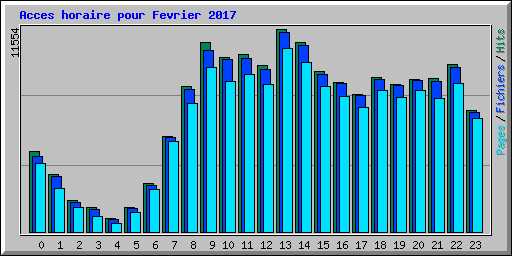 Acces horaire pour Fevrier 2017
11554
Pages / Fichiers / Hits
0 1 2 3 4 5 6 7 8 9 10 11 12 13 14 15 16 17 18 19 20 21 22 23